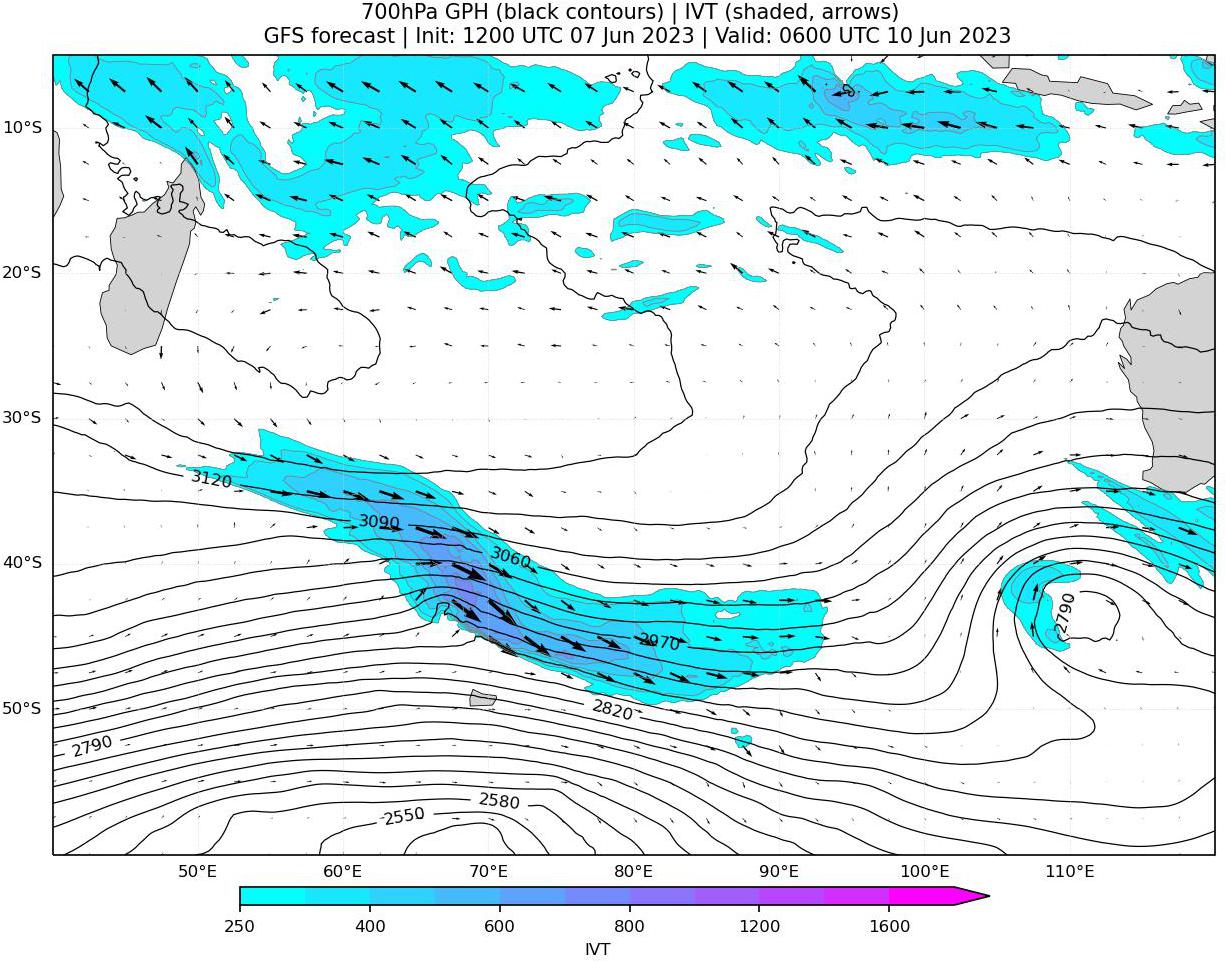 700hPa GPH (black contours) | IVT (shaded, arrows)
GFS forecast | Init: 1200 UTC 07 Jun 2023 | Valid: 0600 UTC 10 Jun 2023
10°S
20°S
30°S
3120
3090
3060
40°S
2790
2970
50°S
2820
2790
2580
2550
50°E 60°E 70°E 80°E 90°E 100°E 110°E
250 400 600 800 1200 1600
IVT